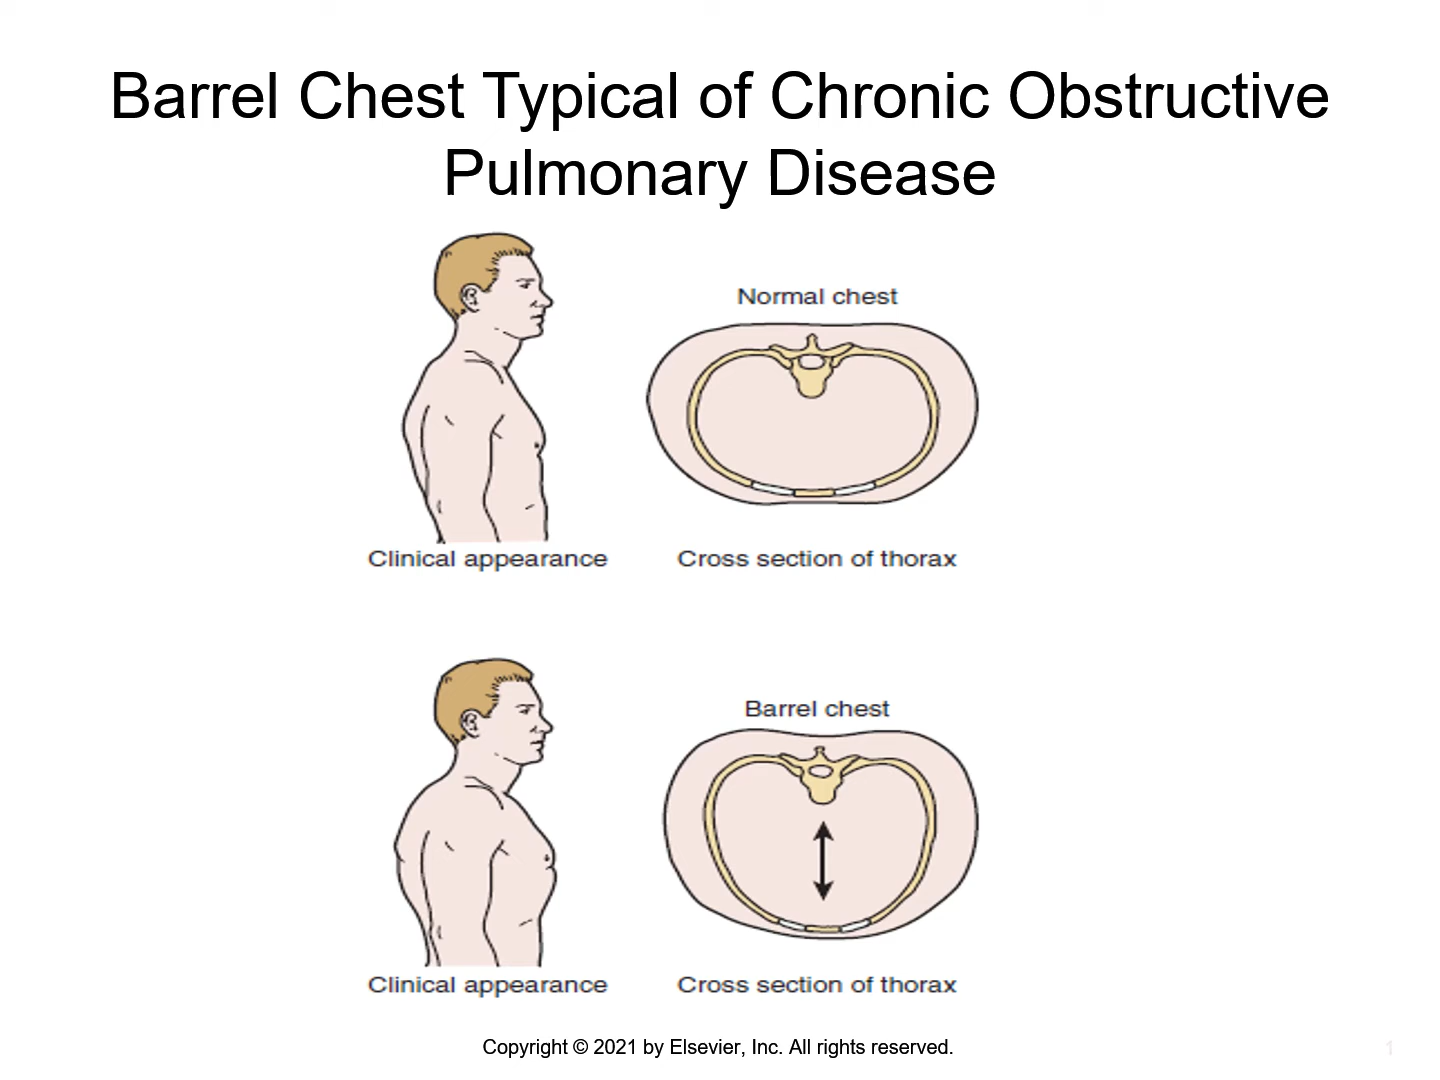 Barrel Chest Typical of Chronic Obstructive
Pulmonary Disease
Normal chest
Clinical appearance
Cross section of thorax
Barrel chest
Clinical appearance
Cross section of thorax
Copyright © 2021 by Elsevier, Inc. All rights reserved.
1